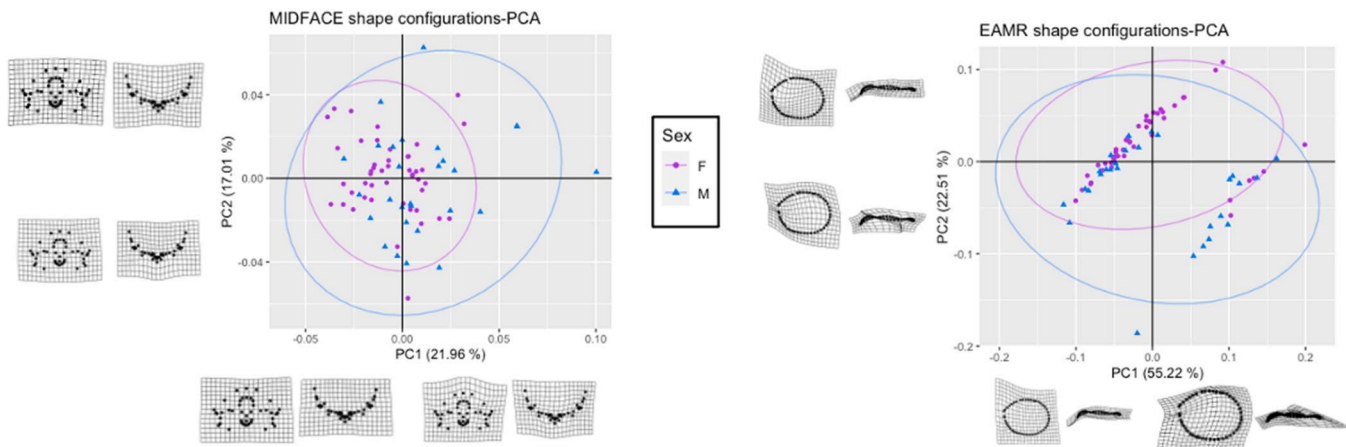 MIDFACE shape configurations-PCA
PC2 (17.01 %)
0.04
0.00
-0.04
-0.05
0.00
0.05
0.10
PC1 (21.96 %)
Sex
F
M
EAMR shape configurations-PCA
PC2 (22.51 %)
0.1
0.0
-0.1
-0.2
-0.2
-0.1
0.0
0.1
0.2
PC1 (55.22 %)